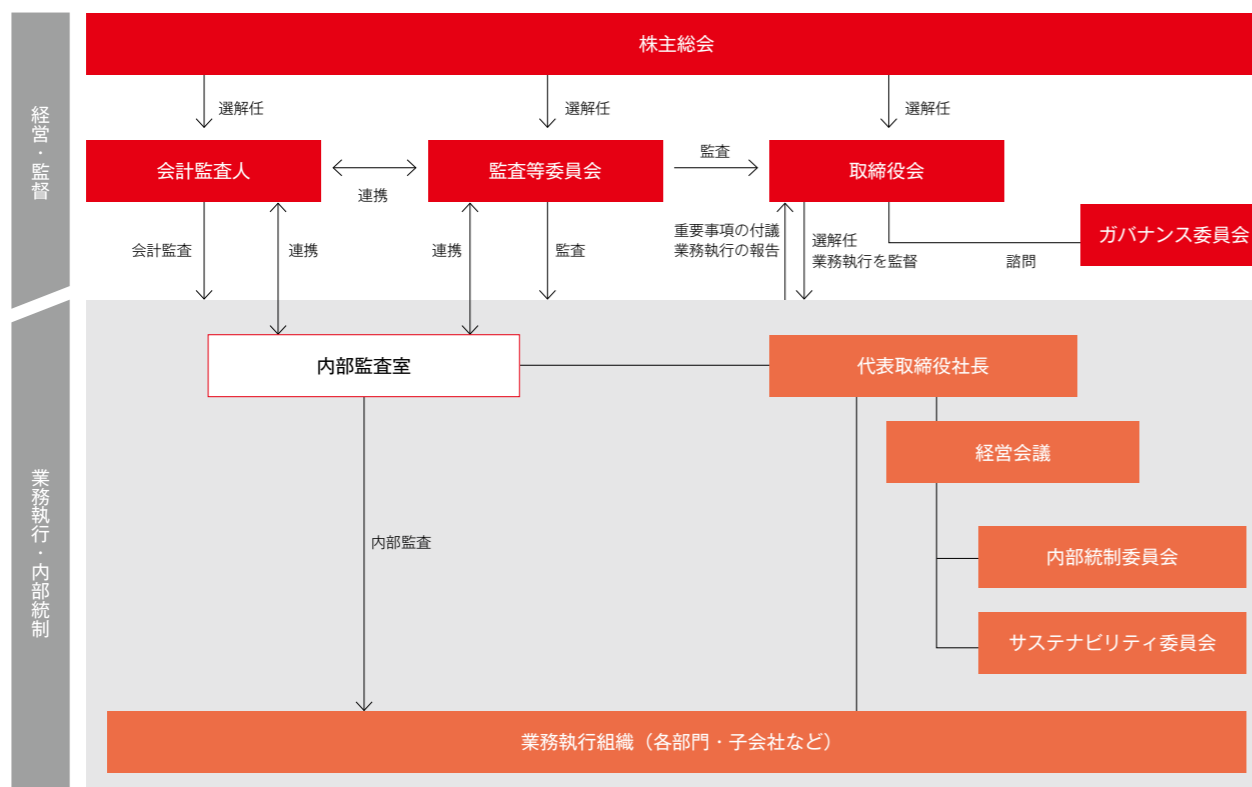 株主総会
経営・監督
選解任
選解任
選解任
会計監査人
監査等委員会
取締役会
連携
監査
ガバナンス委員会
会計監査
連携
連携
監査
重要事項の付議
業務執行の報告
選解任
業務執行を監督
諮問
業務執行・内部統制
内部監査室
代表取締役社長
経営会議
内部監査
内部統制委員会
サステナビリティ委員会
業務執行組織（各部門・子会社など）